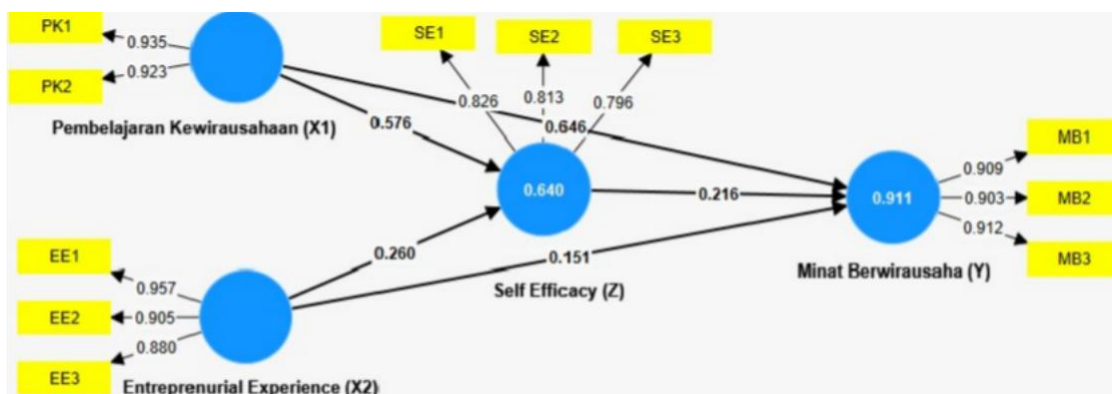 PK1
0.935
0.923
PK2
Pembelajaran Kewirausahaan (X1)
SE1
SE2
SE3
0.826
0.813
0.796
0.576
0.646
0.640
0.216
0.260
0.151
Self Efficacy (Z)
0.911
Minat Berwirausaha (Y)
0.909
0.903
0.912
MB1
MB2
MB3
EE1
0.957
EE2
0.905
0.880
EE3
Entreprenurial Experience (X2)